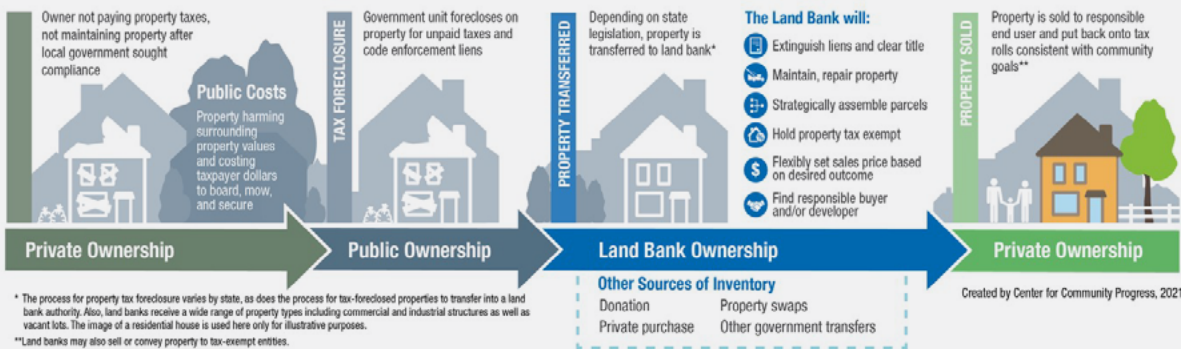 Owner not paying property taxes,
not maintaining property after
local government sought
compliance
Public Costs
Property harming
surrounding
property values
and costing
taxpayer dollars
to board, mow,
and secure
TAX FORECLOSURE
Government unit forecloses on
property for unpaid taxes and
code enforcement liens
PROPERTY TRANSFERRED
Depending on state
legislation, property is
transferred to land bank*
The Land Bank will:
Extinguish liens and clear title
Maintain, repair property
Strategically assemble parcels
Hold property tax exempt
$
Flexibly set sales price based
on desired outcome
Find responsible buyer
and/or developer
PROPERTY SOLD
Property is sold to responsible
end user and put back onto tax
rolls consistent with community
goals**
Private Ownership
Public Ownership
Land Bank Ownership
Private Ownership
Other Sources of Inventory
Donation
Property swaps
Private purchase
Other government transfers
* The process for property tax foreclosure varies by state, as does the process for tax-foreclosed properties to transfer into a land
bank authority. Also, land banks receive a wide range of property types including commercial and industrial structures as well as
vacant lots. The image of a residential house is used here only for illustrative purposes.
**Land banks may also sell or convey property to tax-exempt entities.
Created by Center for Community Progress, 2021